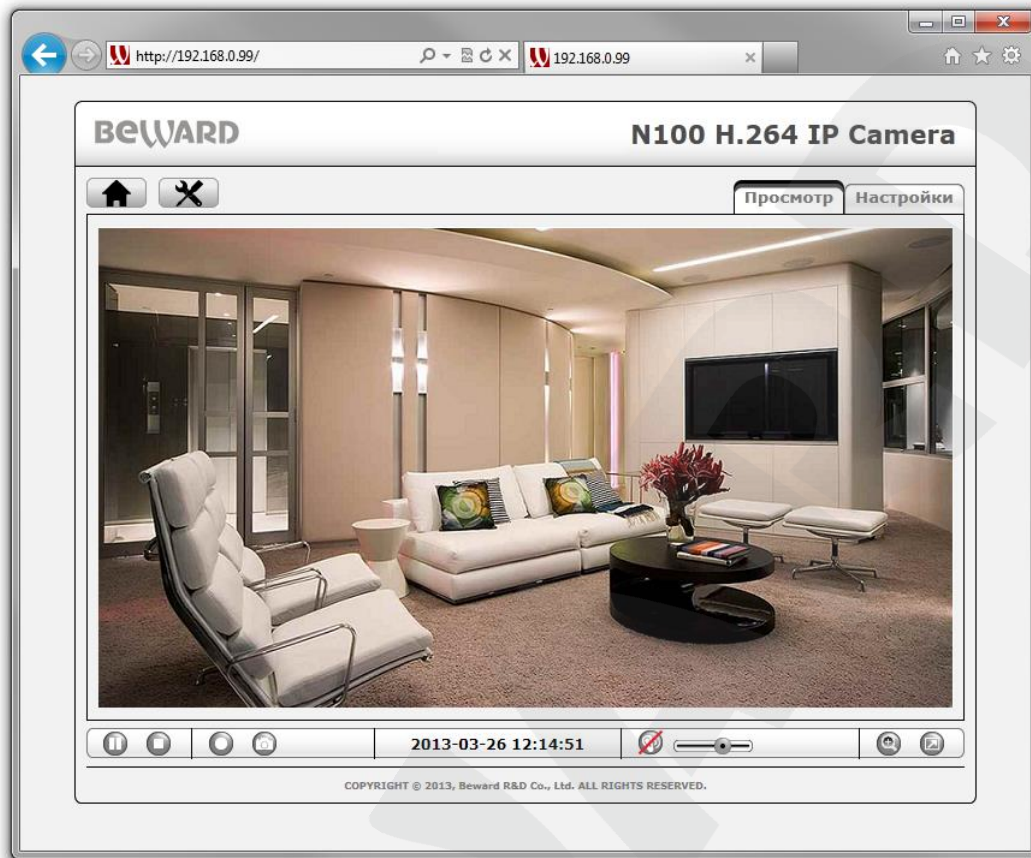 http://192.168.0.99/
192.168.0.99
BEWARD
N100 H.264 IP Camera
Просмотр
Настройки
2013-03-26 12:14:51
COPYRIGHT © 2013, Beward R&D Co., Ltd. ALL RIGHTS RESERVED.